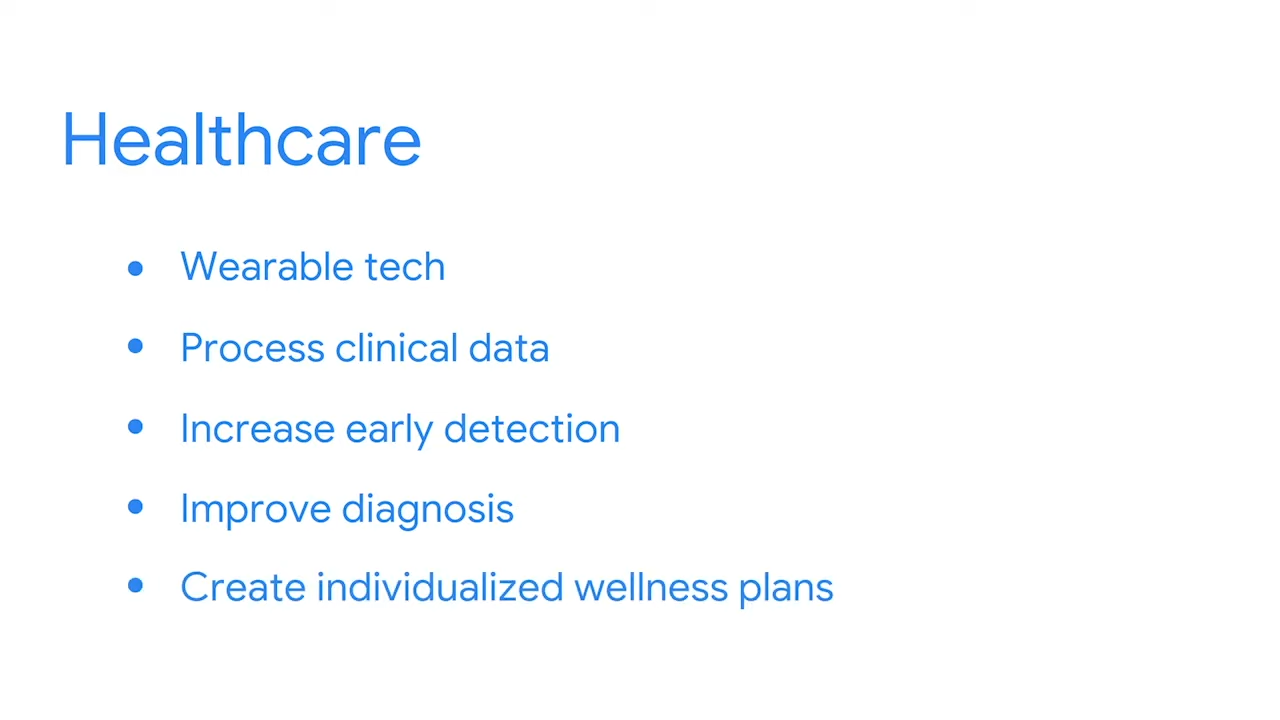 Healthcare
• Wearable tech
• Process clinical data
• Increase early detection
• Improve diagnosis
• Create individualized wellness plans